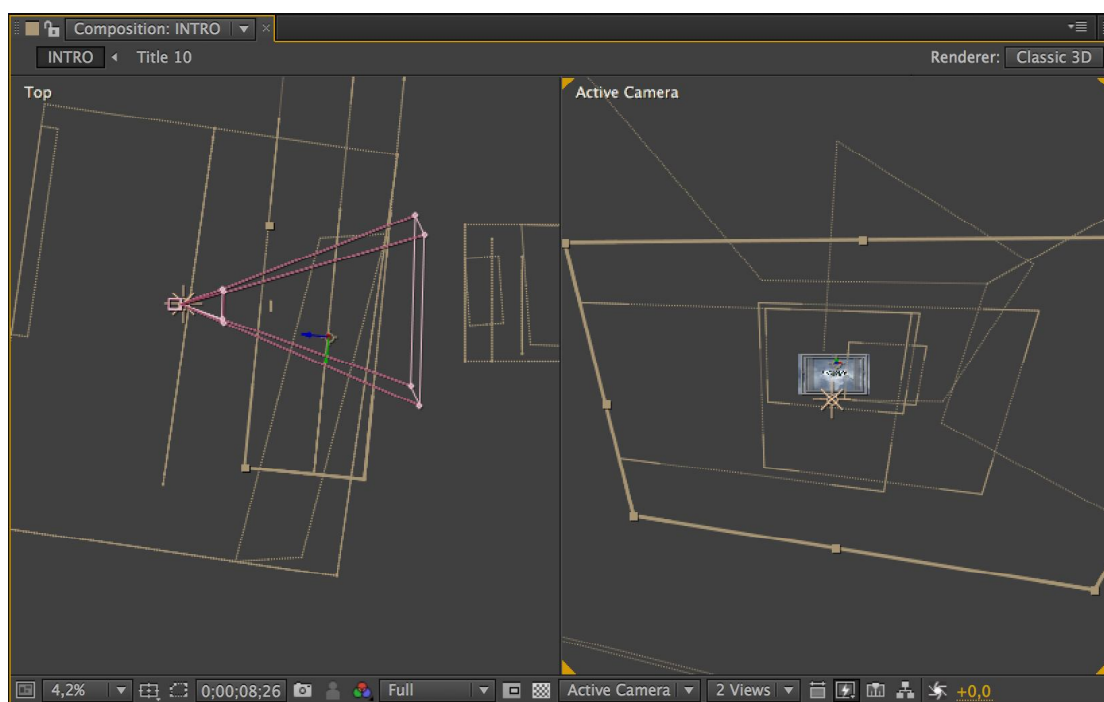 Composition: INTRO
INTRO Title 10 Renderer: Classic 3D
Top
Active Camera
4,2% 0;00;08;26 Full Active Camera 2 Views +0,0